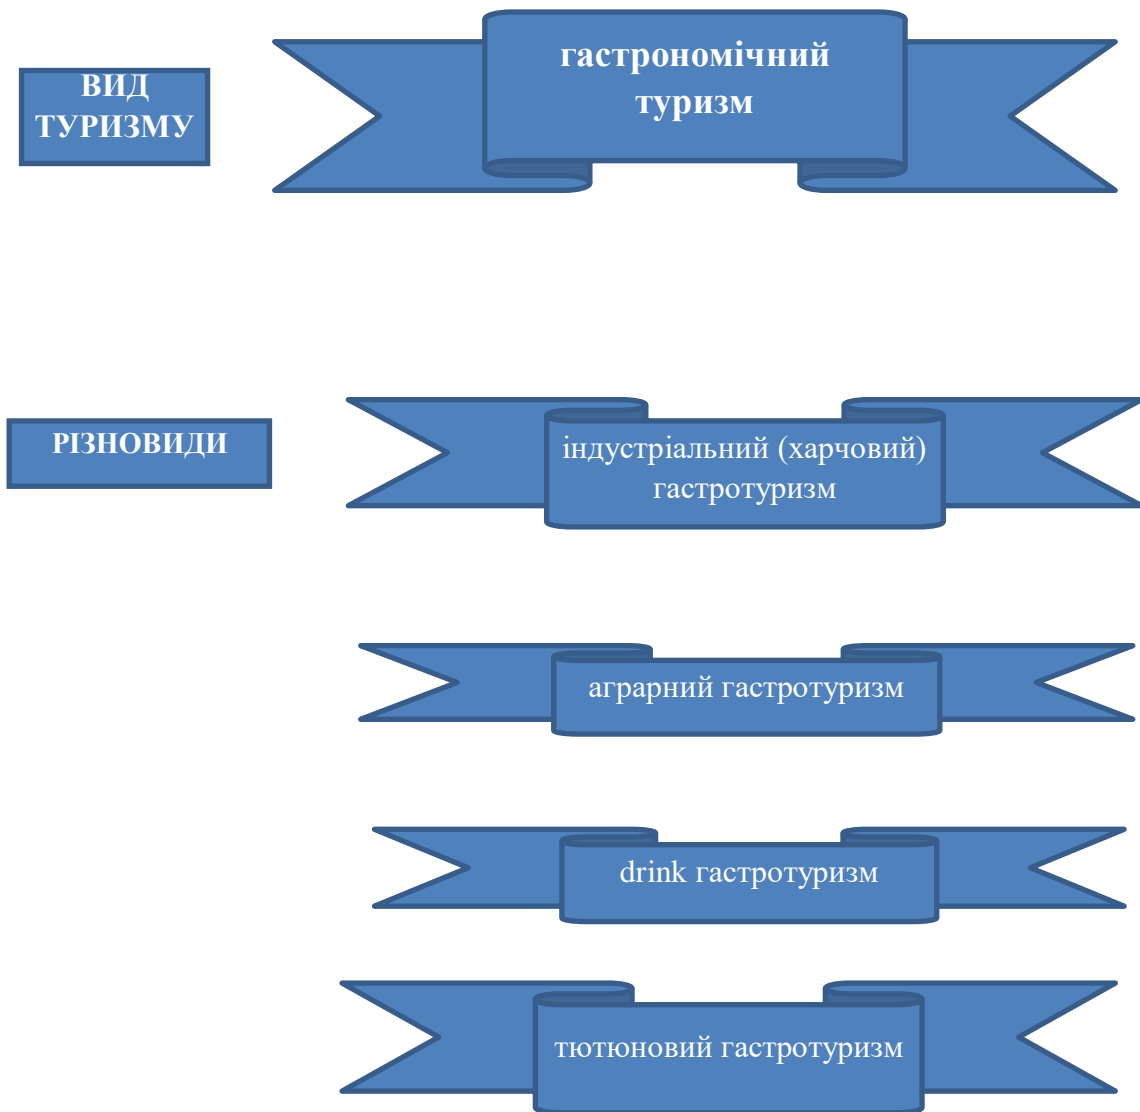 ВИД
ТУРИЗМУ
гастрономічний
туризм
РІЗНОВИДИ
індустріальний (харчовий)
гастротуризм
аграрний гастротуризм
drink гастротуризм
тютюновий гастротуризм